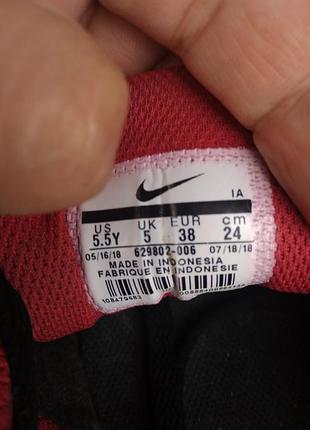 IA
US UK EUR cm
5.5Y 5 38 24
05/16/18 629802-006 07/18/18
MADE IN INDONESIA
FABRIQUE EN INDONESIE